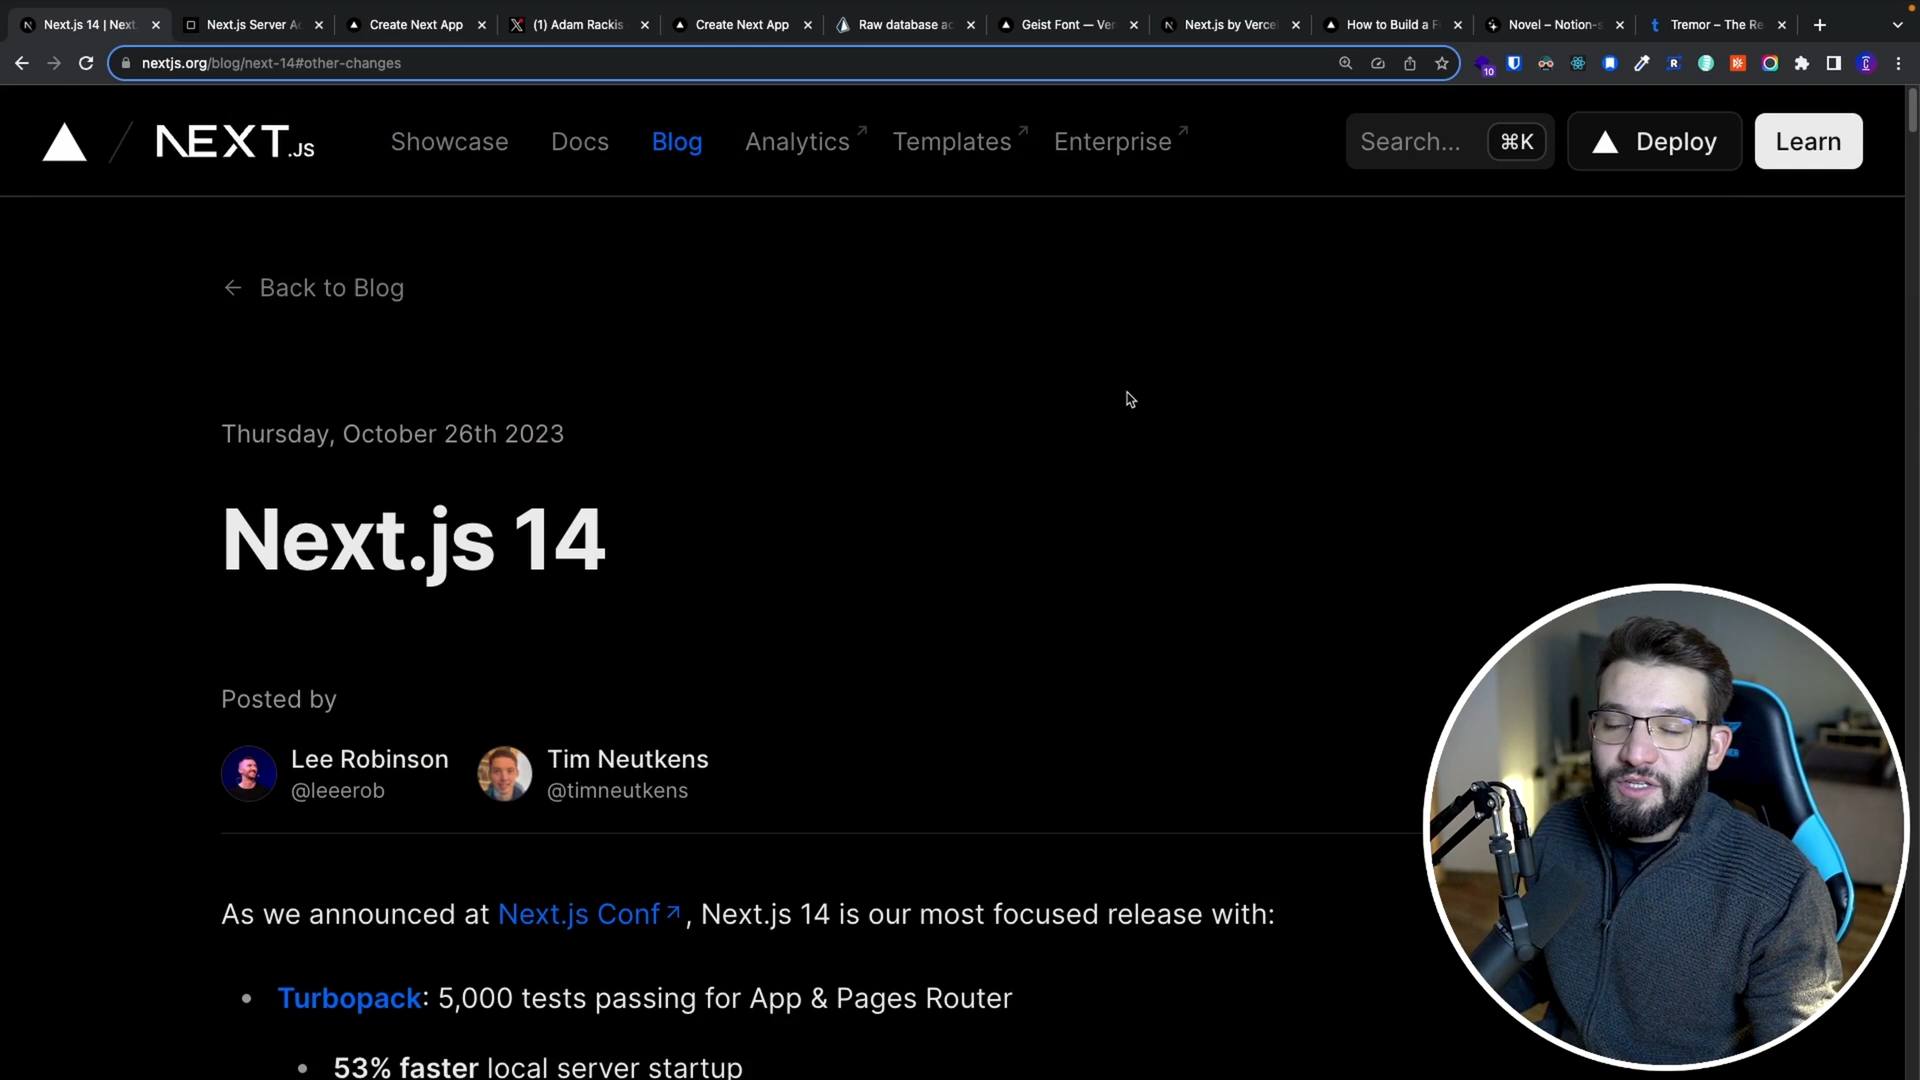 Next.js 14 | Next.
Next.js Server Ac
Create Next App
(1) Adam Rackis
Create Next App
Raw database ac
Geist Font — Ver
Next.js by Verce
How to Build a F
Novel – Notion-s
Tremor – The Re
nextjs.org/blog/next-14#other-changes
10
R
NEXT.JS
Showcase
Docs
Blog
Analytics
Templates
Enterprise
Search...
⌘K
Deploy
Learn
← Back to Blog
Thursday, October 26th 2023
Next.js 14
Posted by
Lee Robinson
@leeerob
Tim Neutkens
@timneutkens
As we announced at Next.js Conf↗, Next.js 14 is our most focused release with:
• Turbopack: 5,000 tests passing for App & Pages Router
• 53% faster local server startup